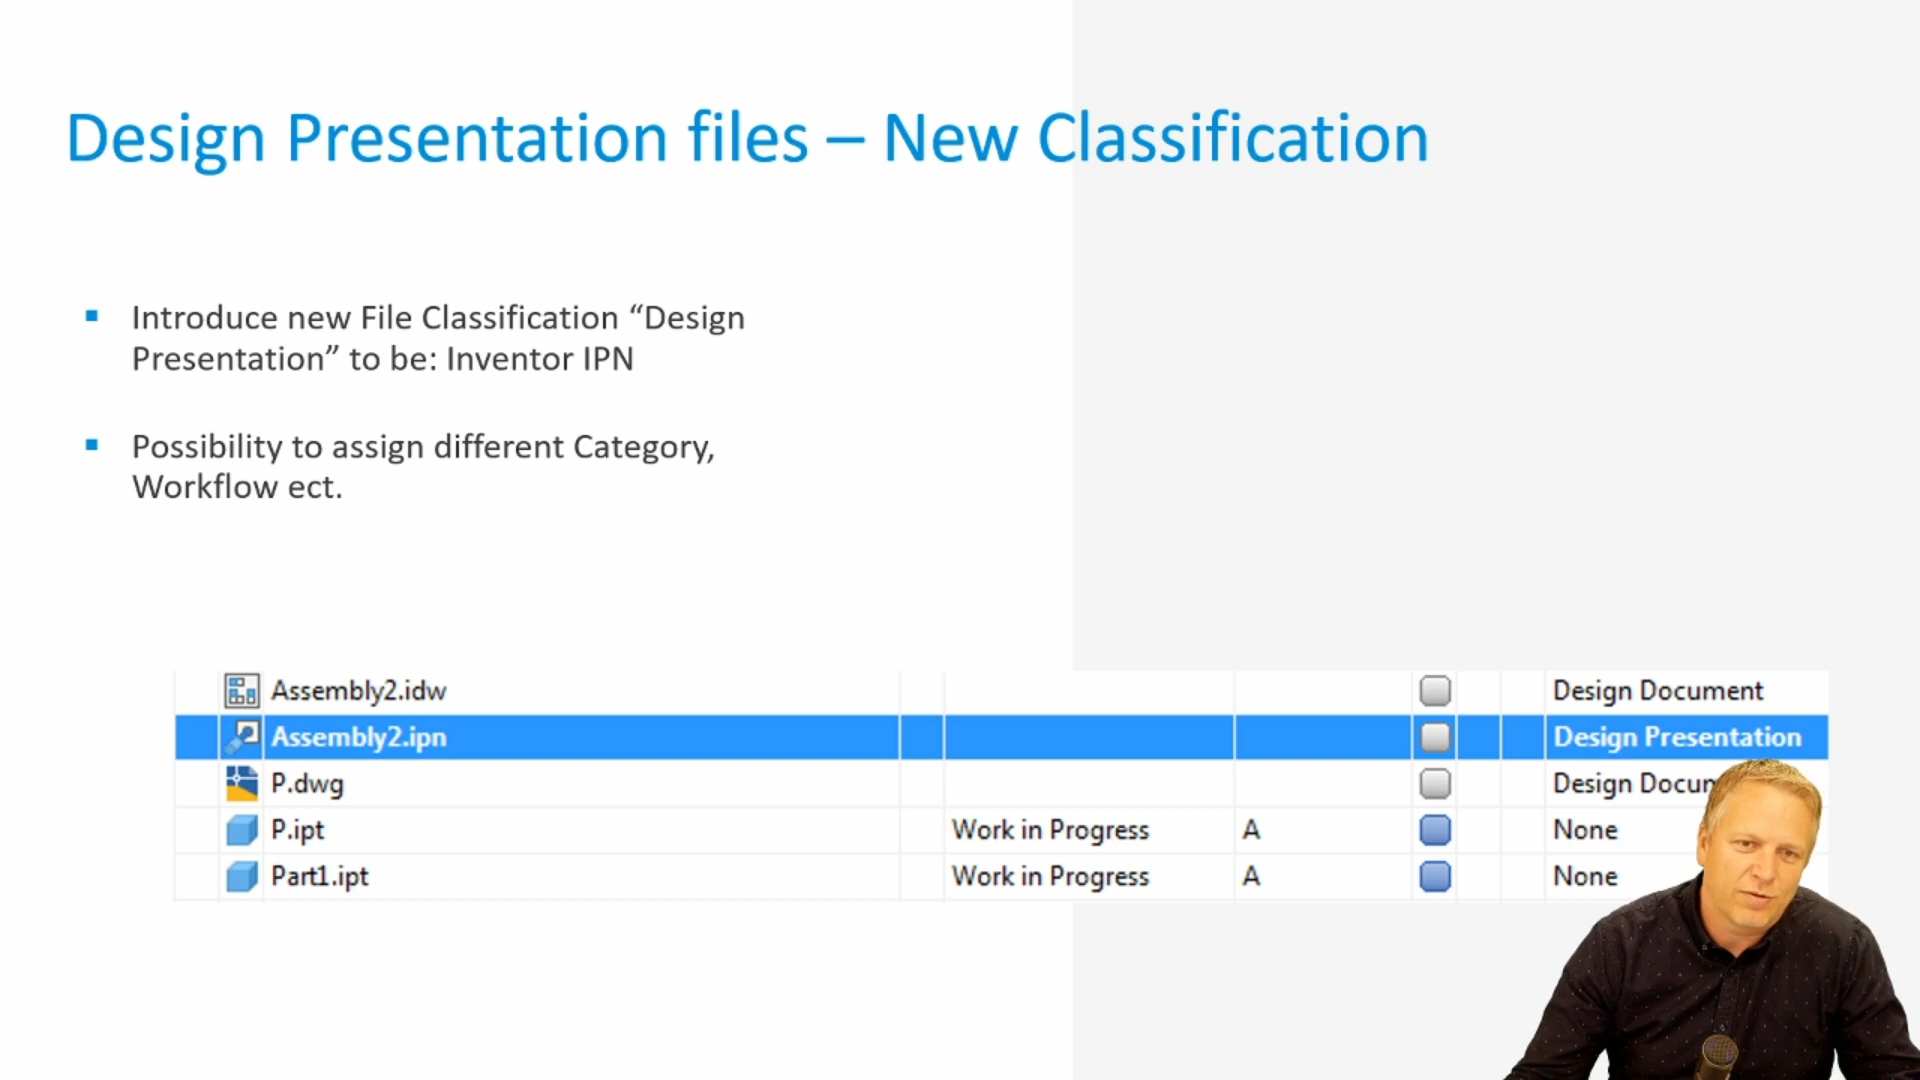 Design Presentation files – New Classification
Introduce new File Classification “Design
Presentation” to be: Inventor IPN
Possibility to assign different Category,
Workflow ect.
Assembly2.idw Design Document
Assembly2.ipn Design Presentation
P.dwg Design
P.ipt Work in Progress A None
Part1.ipt Work in Progress A None